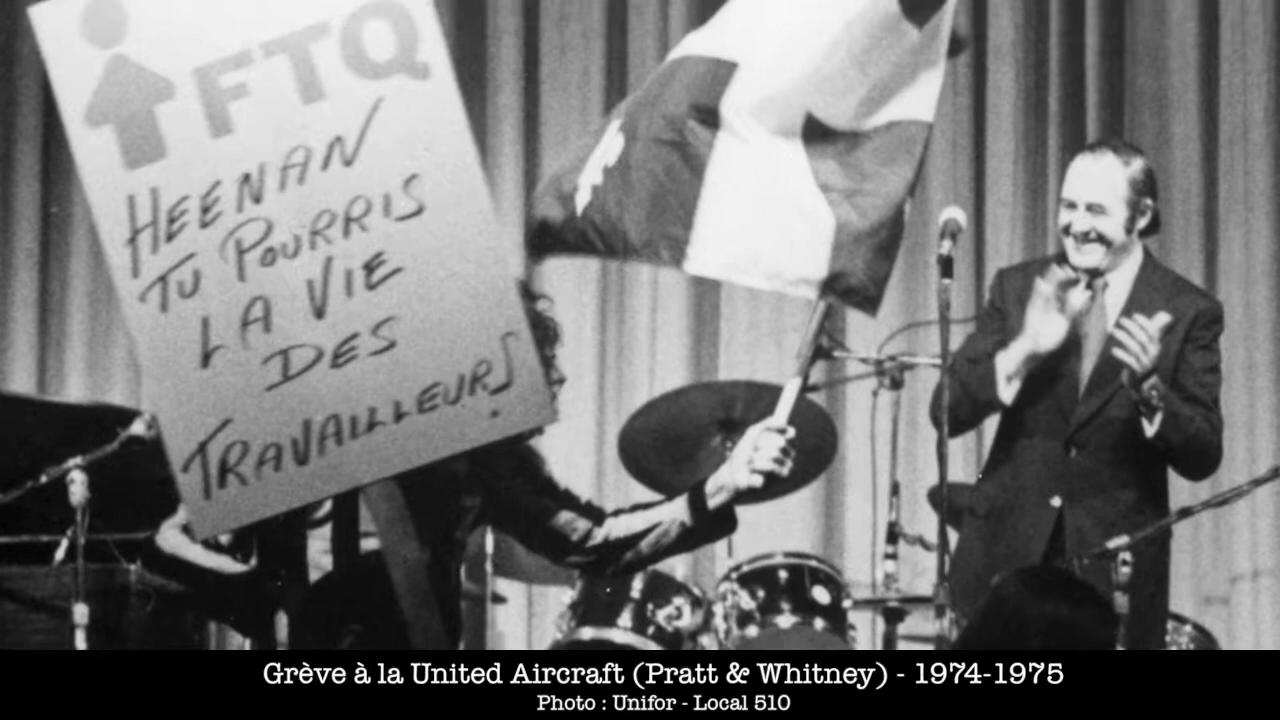 FTQ
HEENAN
TU POURRIS
LA VIE
DES
TRAVAILLEURS
Grève à la United Aircraft (Pratt & Whitney) - 1974-1975
Photo : Unifor - Local 510